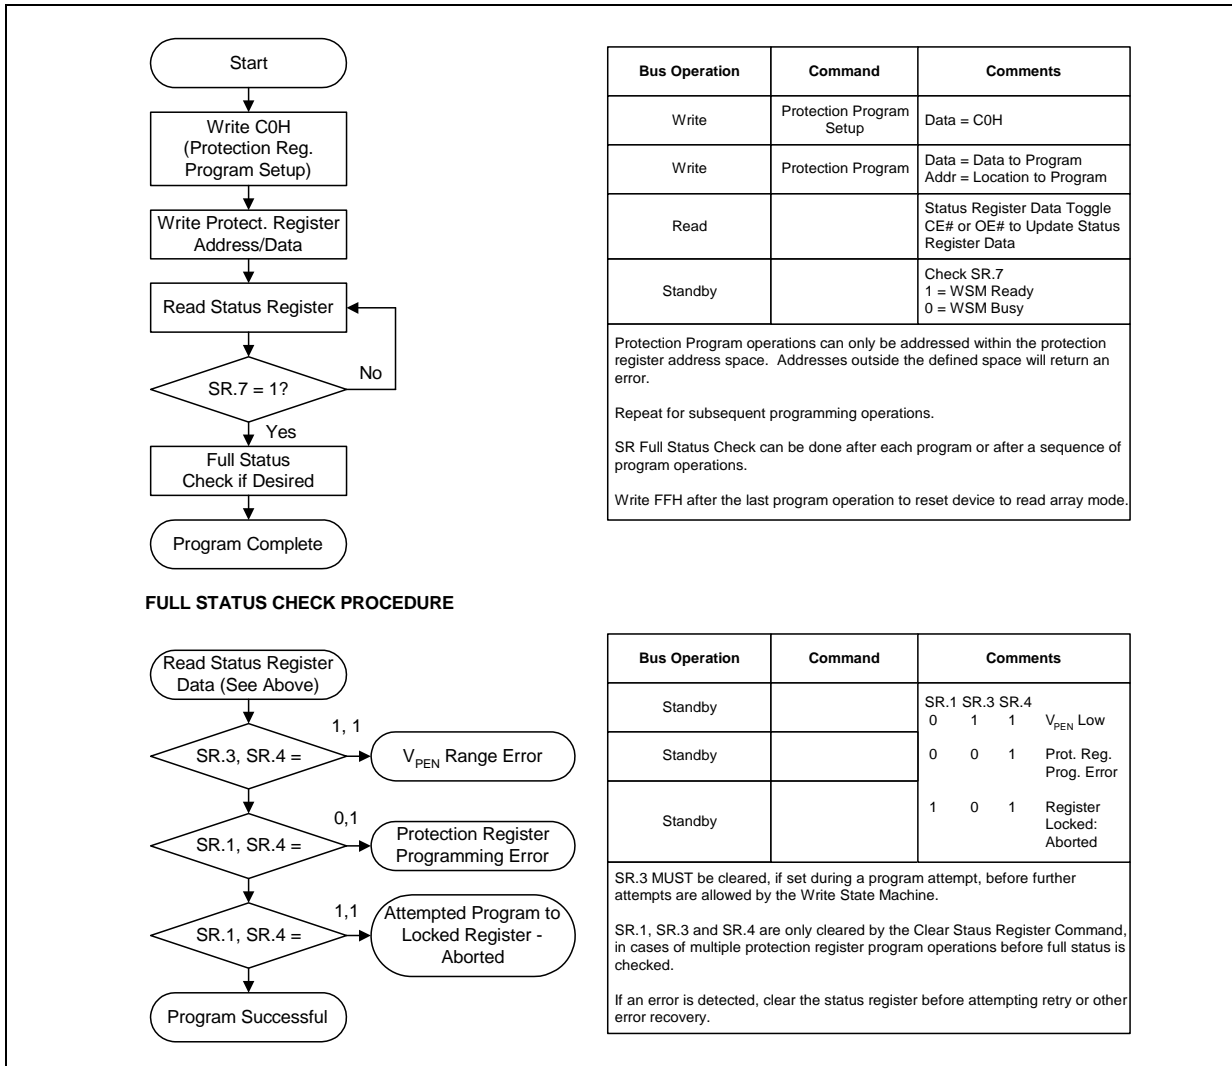 Start
Write C0H
(Protection Reg.
Program Setup)
Write Protect. Register
Address/Data
Read Status Register
No
SR.7 = 1?
Yes
Full Status
Check if Desired
Program Complete
Bus Operation Command Comments
Write Protection Program
Setup Data = C0H
Write Protection Program Data = Data to Program
Addr = Location to Program
Read Status Register Data Toggle
CE# or OE# to Update Status
Register Data
Standby Check SR.7
1 = WSM Ready
0 = WSM Busy
Protection Program operations can only be addressed within the protection
register address space. Addresses outside the defined space will return an
error.
Repeat for subsequent programming operations.
SR Full Status Check can be done after each program or after a sequence of
program operations.
Write FFH after the last program operation to reset device to read array mode.
FULL STATUS CHECK PROCEDURE
Read Status Register
Data (See Above)
1, 1
SR.3, SR.4 = VPEN Range Error
0,1
SR.1, SR.4 = Protection Register
Programming Error
1,1
SR.1, SR.4 = Attempted Program to
Locked Register -
Aborted
Program Successful
Bus Operation Command Comments
Standby SR.1 SR.3 SR.4
0 1 1 VPEN Low
Standby 0 0 1 Prot. Reg.
Prog. Error
Standby 1 0 1 Register
Locked:
Aborted
SR.3 MUST be cleared, if set during a program attempt, before further
attempts are allowed by the Write State Machine.
SR.1, SR.3 and SR.4 are only cleared by the Clear Staus Register Command,
in cases of multiple protection register program operations before full status is
checked.
If an error is detected, clear the status register before attempting retry or other
error recovery.